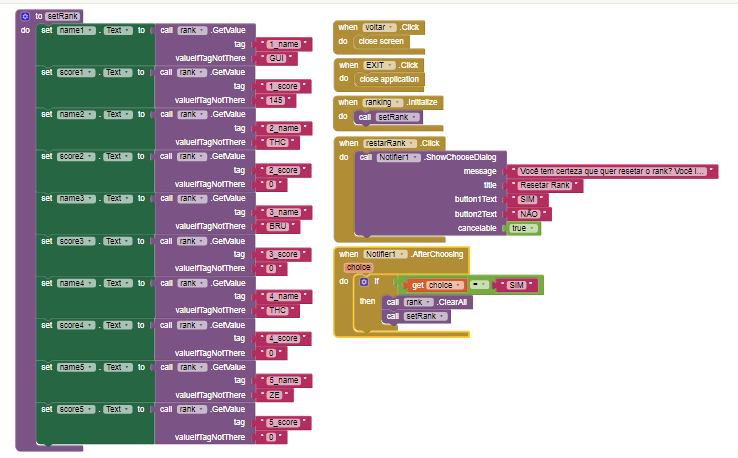 to setRank
do set name1 . Text to call rank .GetValue
tag " 1_name "
valueIfTagNotThere " GUI "
set score1 . Text to call rank .GetValue
tag " 1_score "
valueIfTagNotThere " 145 "
set name2 . Text to call rank .GetValue
tag " 2_name "
valueIfTagNotThere " THC "
set score2 . Text to call rank .GetValue
tag " 2_score "
valueIfTagNotThere " 0 "
set name3 . Text to call rank .GetValue
tag " 3_name "
valueIfTagNotThere " BRU "
set score3 . Text to call rank .GetValue
tag " 3_score "
valueIfTagNotThere " 0 "
set name4 . Text to call rank .GetValue
tag " 4_name "
valueIfTagNotThere " THC "
set score4 . Text to call rank .GetValue
tag " 4_score "
valueIfTagNotThere " 0 "
set name5 . Text to call rank .GetValue
tag " 5_name "
valueIfTagNotThere " ZE "
set score5 . Text to call rank .GetValue
tag " 5_score "
valueIfTagNotThere " 0 "
when voltar .Click
do close screen
when EXIT .Click
do close application
when ranking .Initialize
do call setRank
when restarRank .Click
do call Notifier1 .ShowChooseDialog
message " Você tem certeza que quer resetar o rank? Você i... "
title " Resetar Rank "
button1Text " SIM "
button2Text " NÃO "
cancelable true
when Notifier1 .AfterChoosing
choice
do if get choice = " SIM "
then call rank .ClearAll
call setRank